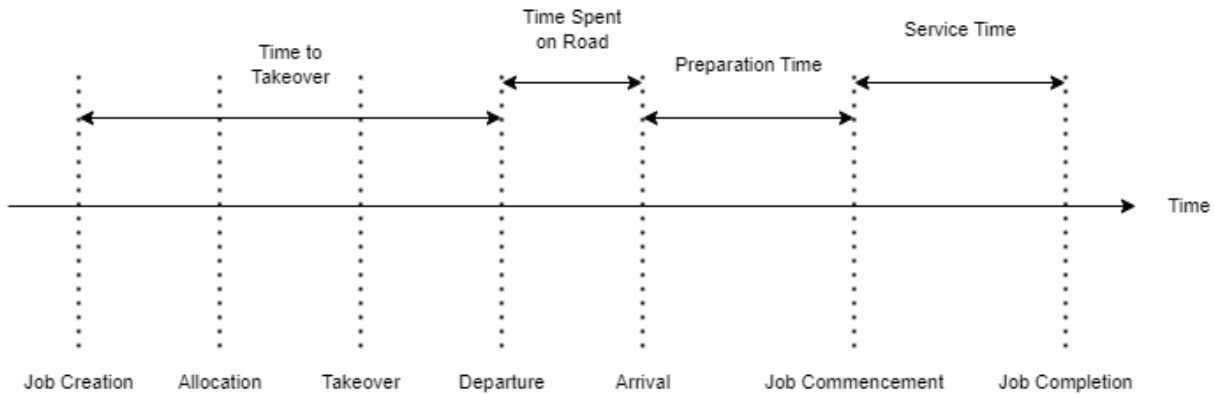 Time Spent
on Road
Service Time
Time to
Takeover
Preparation Time
Time
Job Creation
Allocation
Takeover
Departure
Arrival
Job Commencement
Job Completion